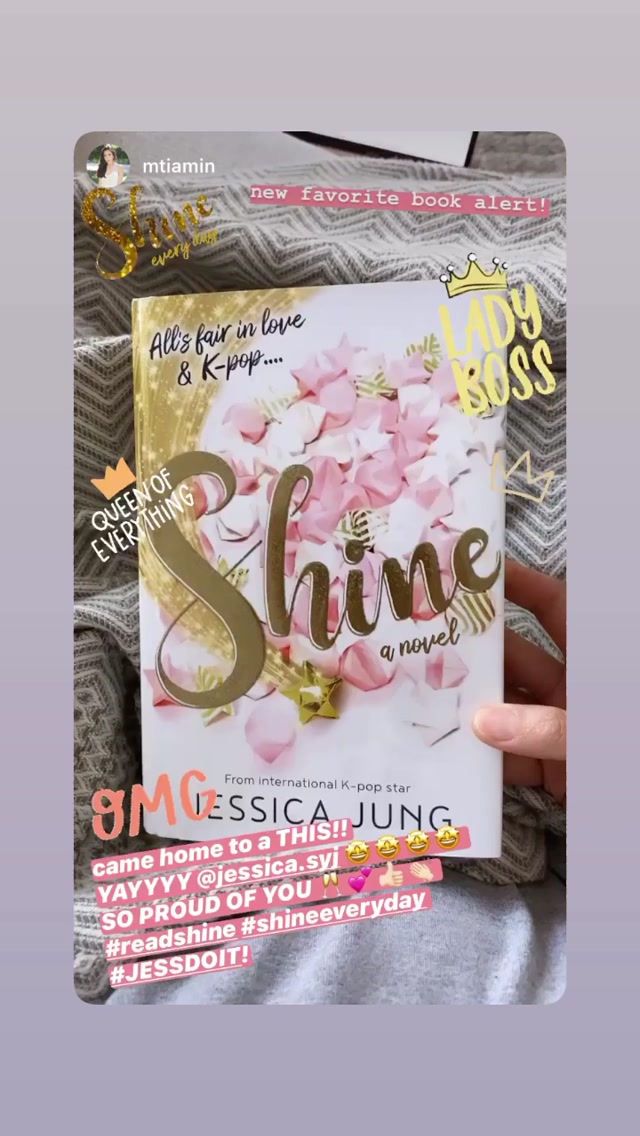 mtiamin
Shine
every day
new favorite book alert!
All's fair in love
& K-pop....
LADY
BOSS
QUEEN OF
EVERYTHING
Shine
a novel
From international K-pop star
JESSICA JUNG
OMG
came home to a THIS!!
YAYYYY @jessica.syj 🤩🤩🤩🤩
SO PROUD OF YOU 🥂💕👍🏻👏🏻
#readshine #shineeveryday
#JESSDOIT!